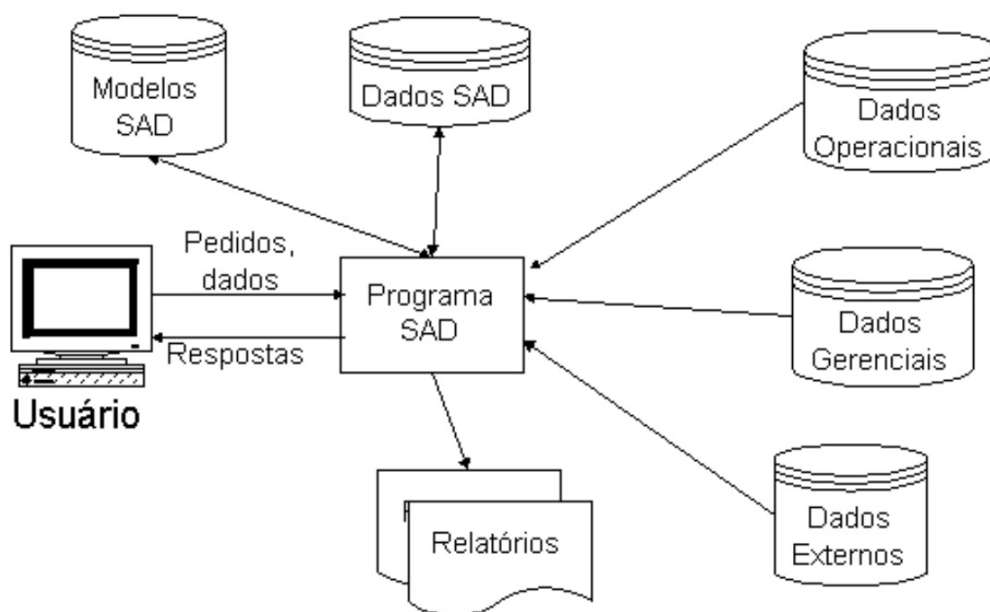 Modelos
SAD
Dados SAD
Dados
Operacionais
Pedidos,
dados
Programa
SAD
Respostas
Usuário
Dados
Gerenciais
Relatórios
Dados
Externos